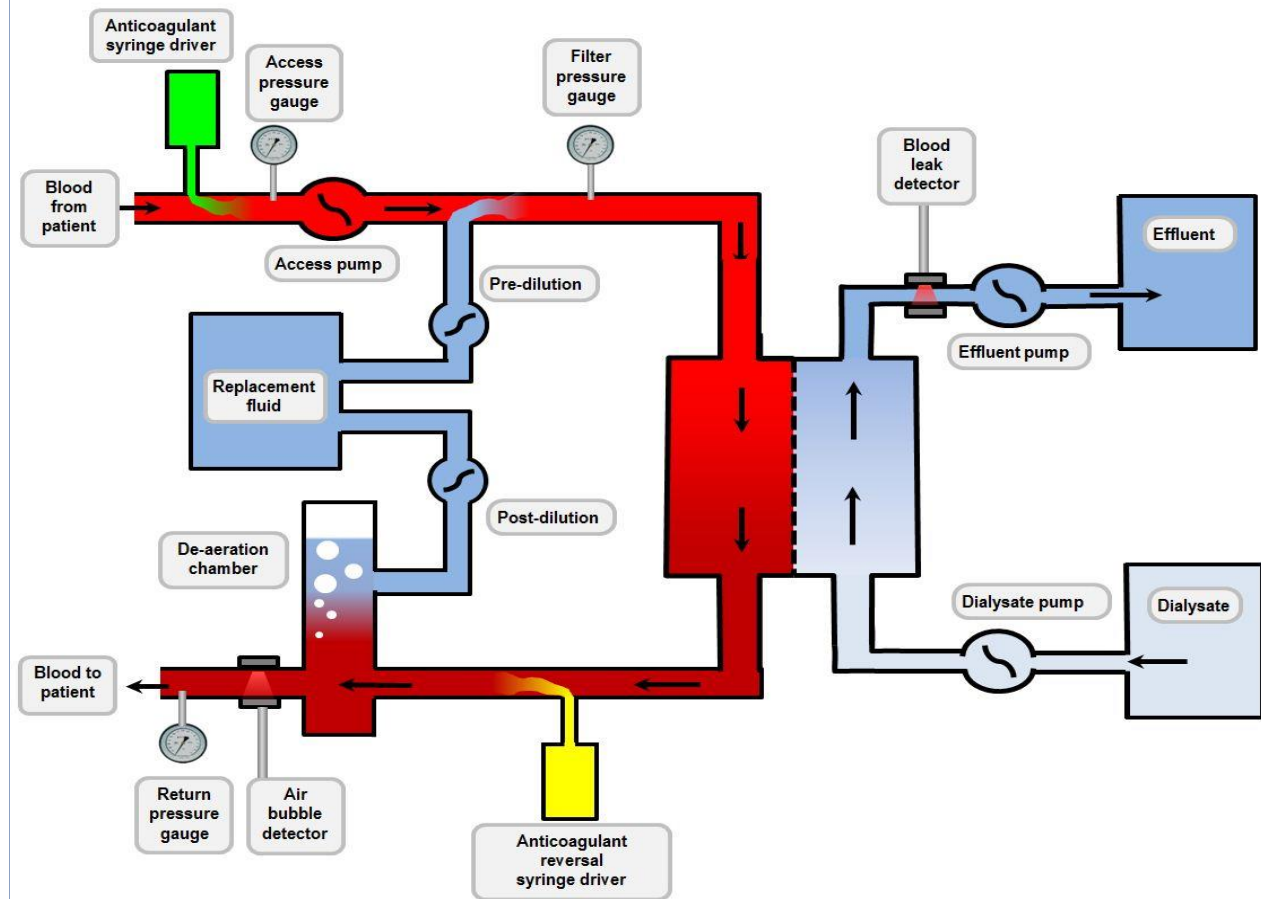 Anticoagulant
syringe driver
Access
pressure
gauge
Filter
pressure
gauge
Blood
leak
detector
Blood
from
patient
Effluent
Access pump
Pre-dilution
Effluent pump
Replacement
fluid
Post-dilution
De-aeration
chamber
Dialysate pump
Dialysate
Blood to
patient
Return
pressure
gauge
Air
bubble
detector
Anticoagulant
reversal
syringe driver